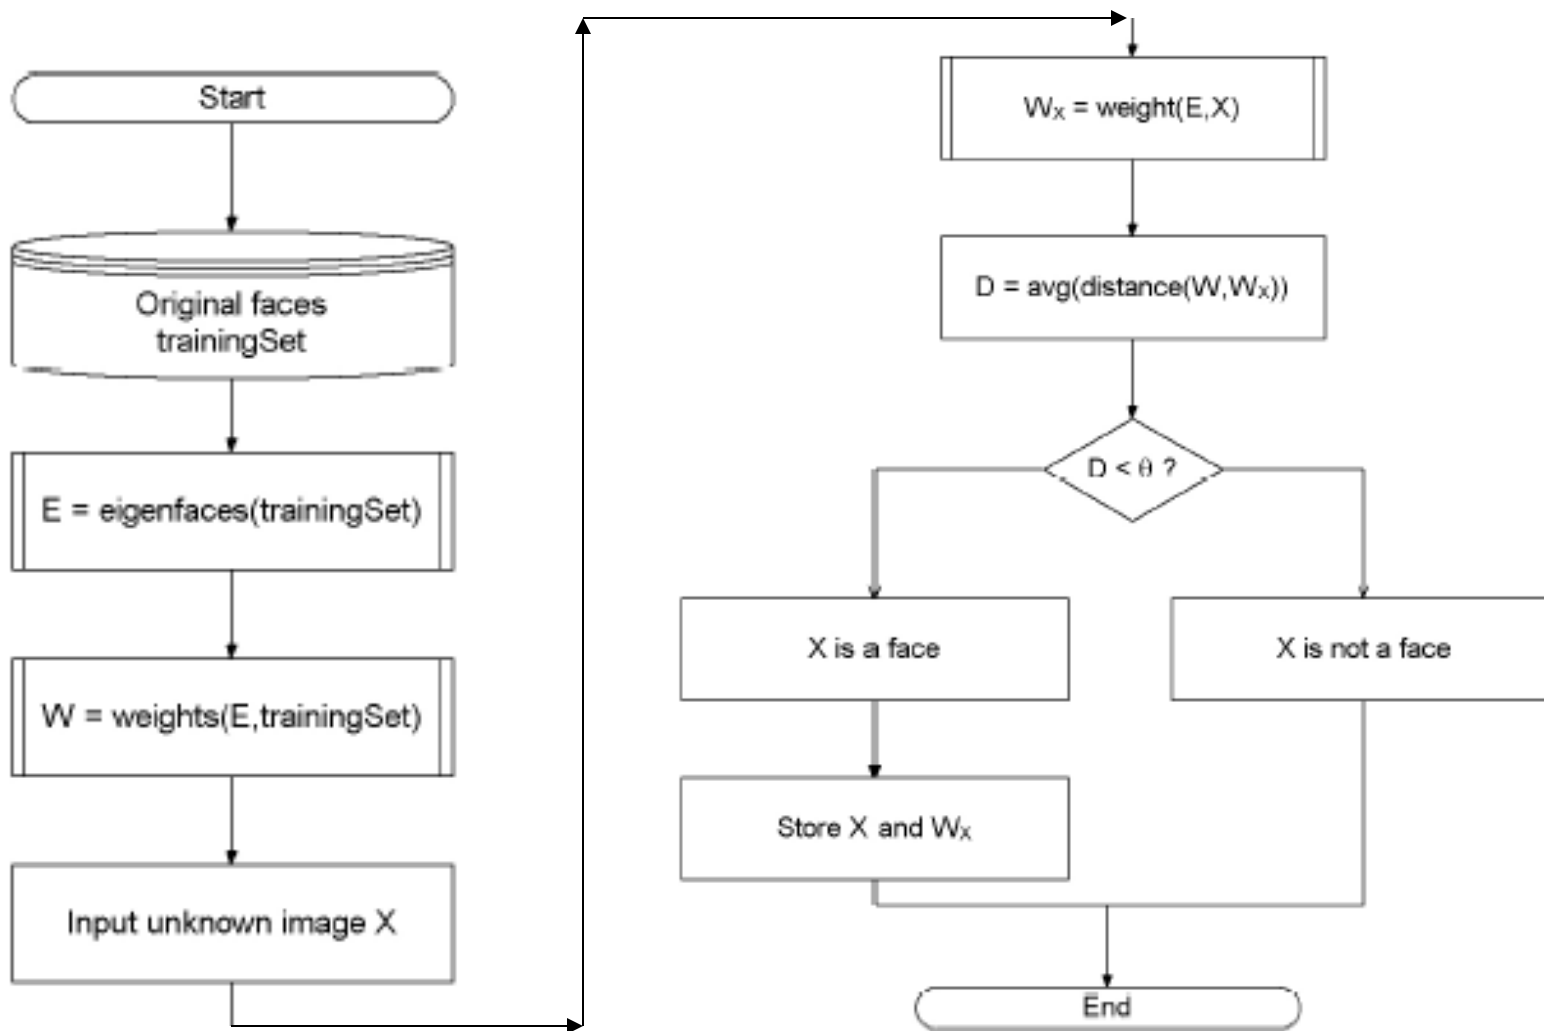 Start
Original faces
trainingSet
E = eigenfaces(trainingSet)
W = weights(E,trainingSet)
Input unknown image X
Wₓ = weight(E,X)
D = avg(distance(W,Wₓ))
D < θ ?
X is a face
X is not a face
Store X and Wₓ
End